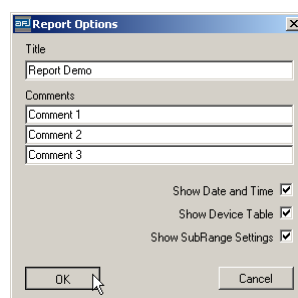 Report Options
Title
Report Demo
Comments
Comment 1
Comment 2
Comment 3
Show Date and Time
Show Device Table
Show SubRange Settings
OK
Cancel